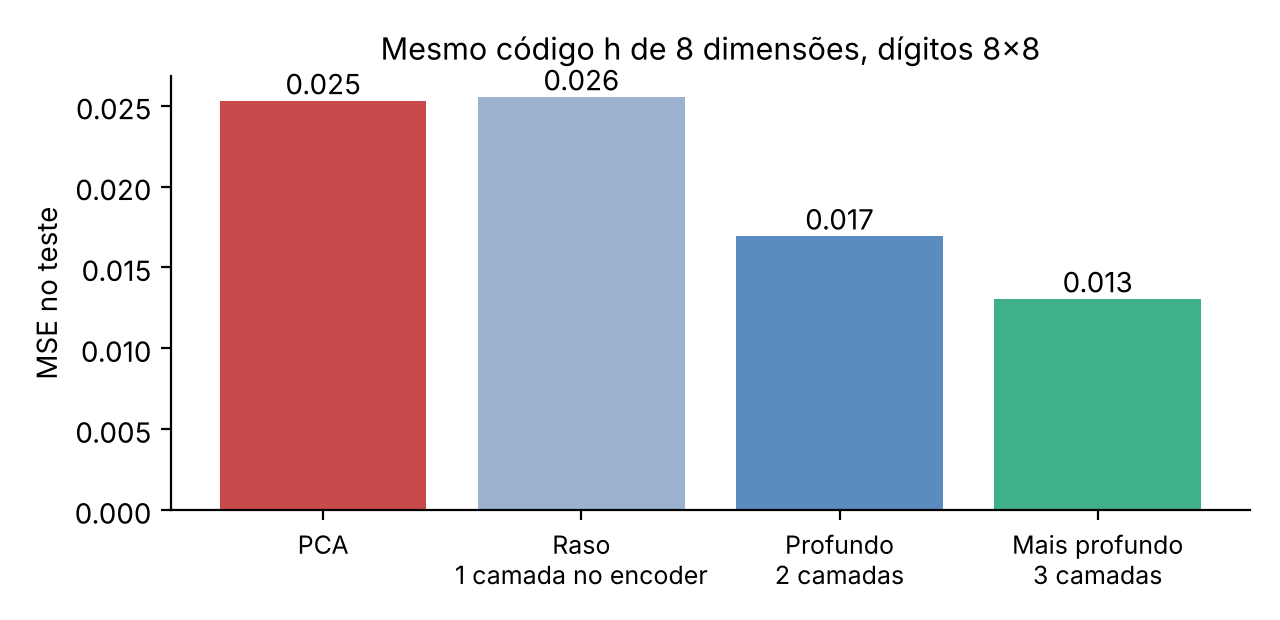 Mesmo código h de 8 dimensões, dígitos 8×8
MSE no teste
0.025
0.020
0.015
0.010
0.005
0.000
0.025
0.026
0.017
0.013
PCA
Raso
1 camada no encoder
Profundo
2 camadas
Mais profundo
3 camadas